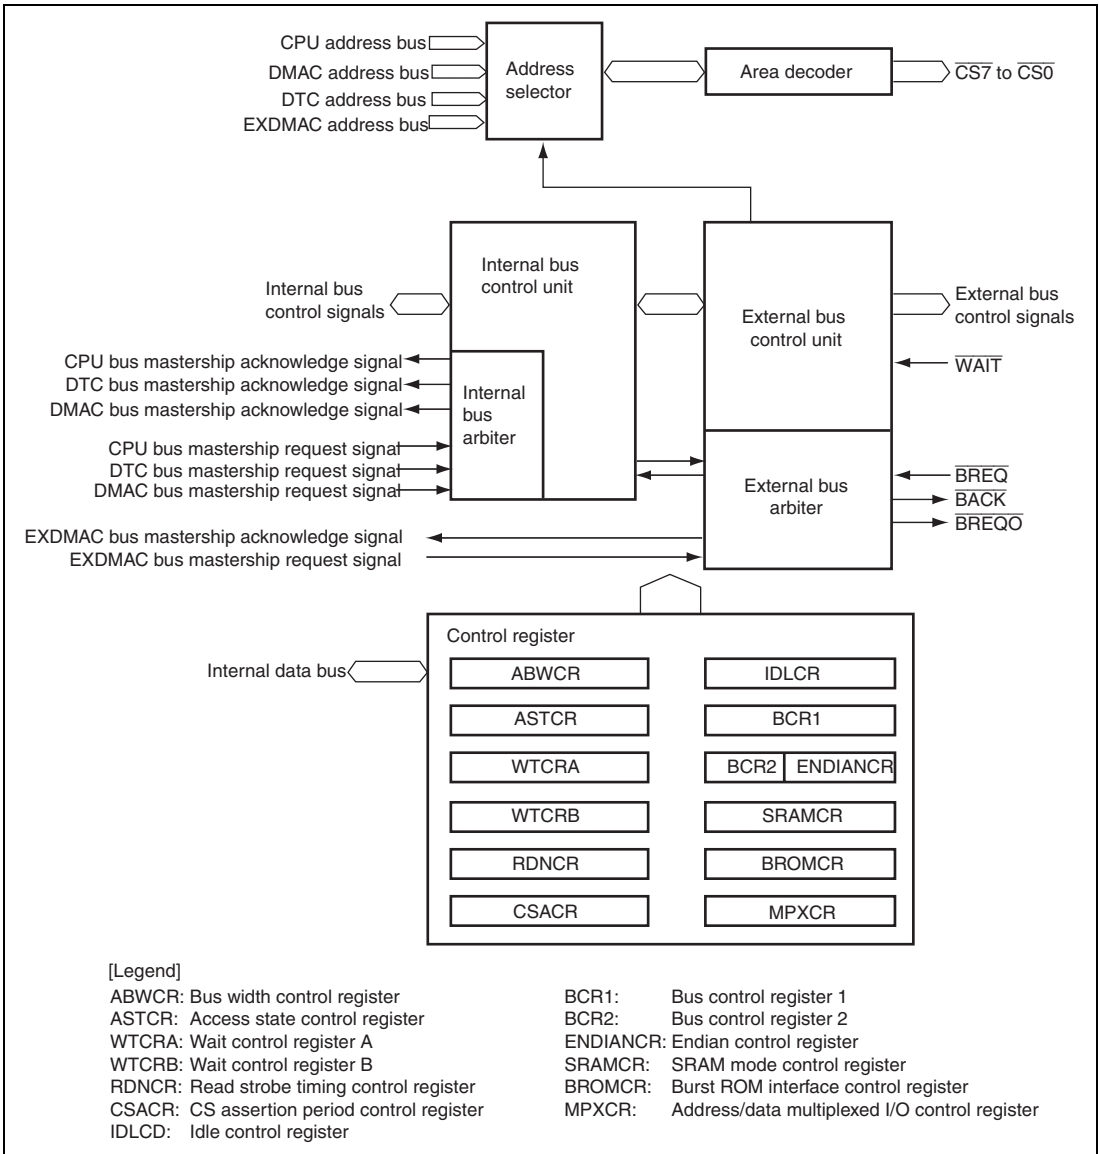 CPU address bus
DMAC address bus
DTC address bus
EXDMAC address bus
Address
selector
Area decoder
CS7 to CS0
Internal bus
control signals
Internal bus
control unit
External bus
control unit
External bus
control signals
WAIT
CPU bus mastership acknowledge signal
DTC bus mastership acknowledge signal
DMAC bus mastership acknowledge signal
Internal
bus
arbiter
CPU bus mastership request signal
DTC bus mastership request signal
DMAC bus mastership request signal
External bus
arbiter
BREQ
BACK
BREQO
EXDMAC bus mastership acknowledge signal
EXDMAC bus mastership request signal
Control register
Internal data bus
ABWCR
IDLCR
ASTCR
BCR1
WTCRA
BCR2
ENDIANCR
WTCRB
SRAMCR
RDNCR
BROMCR
CSACR
MPXCR
[Legend]
ABWCR: Bus width control register
ASTCR: Access state control register
WTCRA: Wait control register A
WTCRB: Wait control register B
RDNCR: Read strobe timing control register
CSACR: CS assertion period control register
IDLCD: Idle control register
BCR1: Bus control register 1
BCR2: Bus control register 2
ENDIANCR: Endian control register
SRAMCR: SRAM mode control register
BROMCR: Burst ROM interface control register
MPXCR: Address/data multiplexed I/O control register